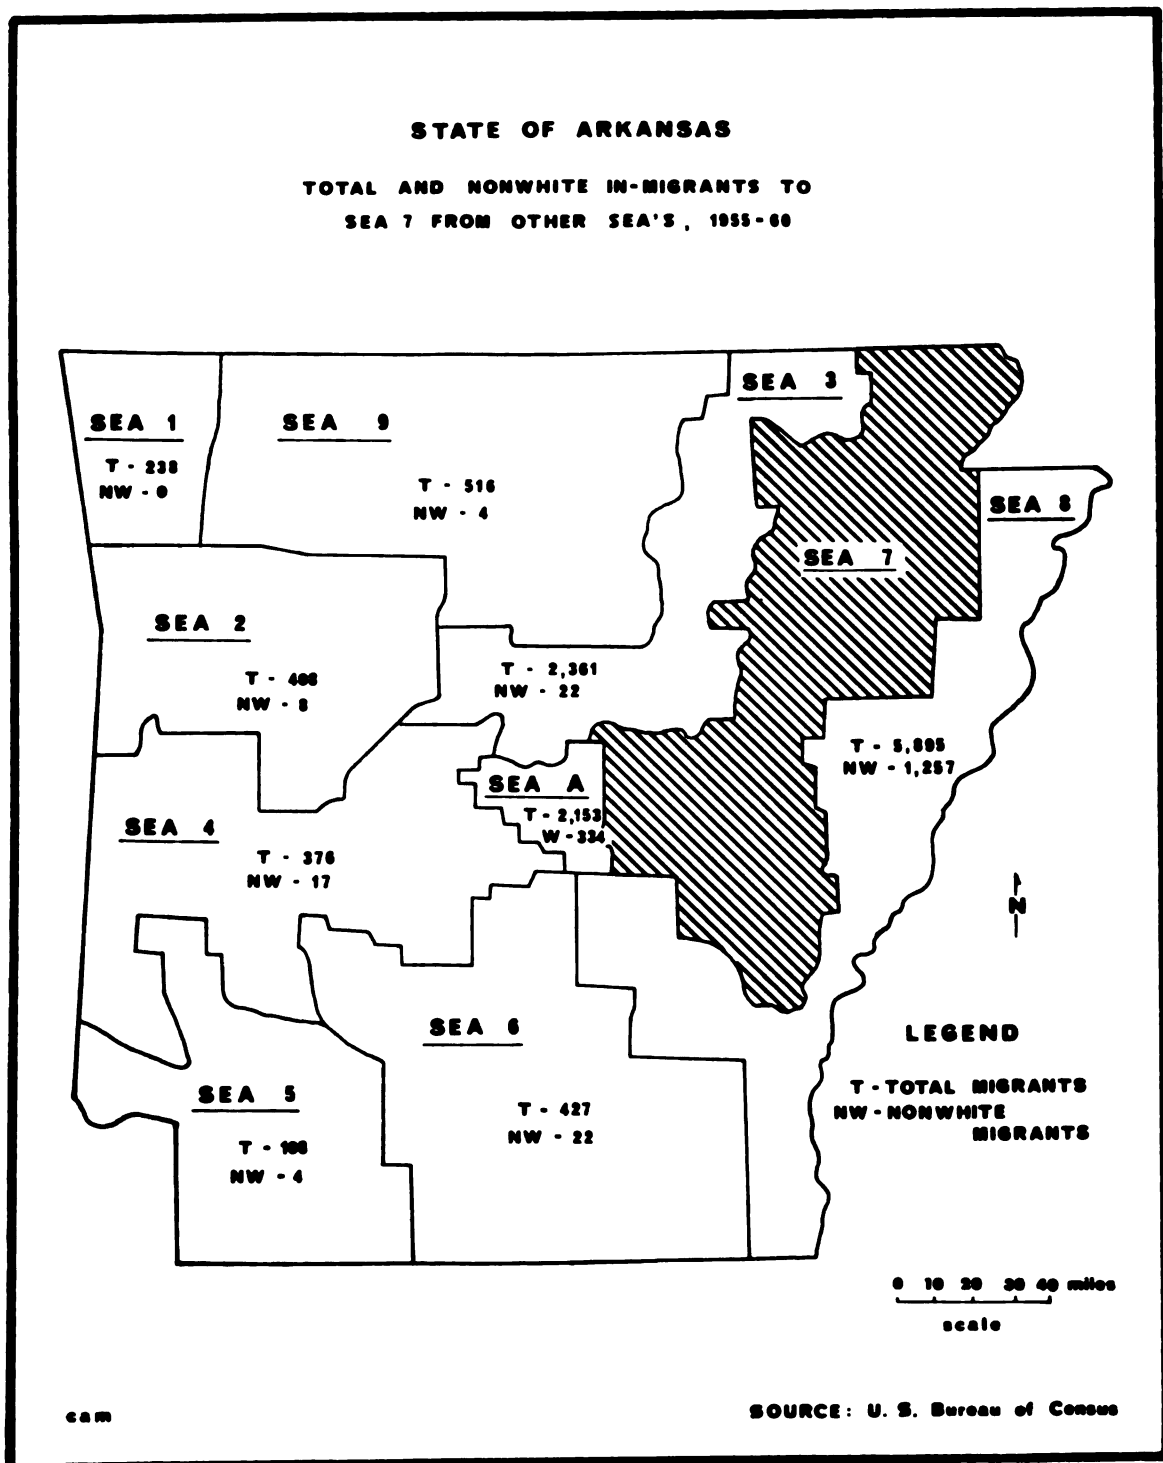 STATE OF ARKANSAS
TOTAL AND NONWHITE IN-MIGRANTS TO
SEA 7 FROM OTHER SEA'S, 1955-60
SEA 3
SEA 1
SEA 9
T - 238
NW - 0
T - 516
NW - 4
SEA 8
SEA 7
SEA 2
T - 2,361
NW - 22
T -
NW - 8
T - 5,895
NW - 1,257
SEA A
T - 2,153
W - 334
SEA 4
T - 376
NW - 17
N
SEA 6
LEGEND
T - TOTAL MIGRANTS
NW - NONWHITE
MIGRANTS
SEA 5
T - 427
NW - 22
T -
NW - 4
0 10 20 30 40 miles
scale
cam
SOURCE: U. S. Bureau of Census